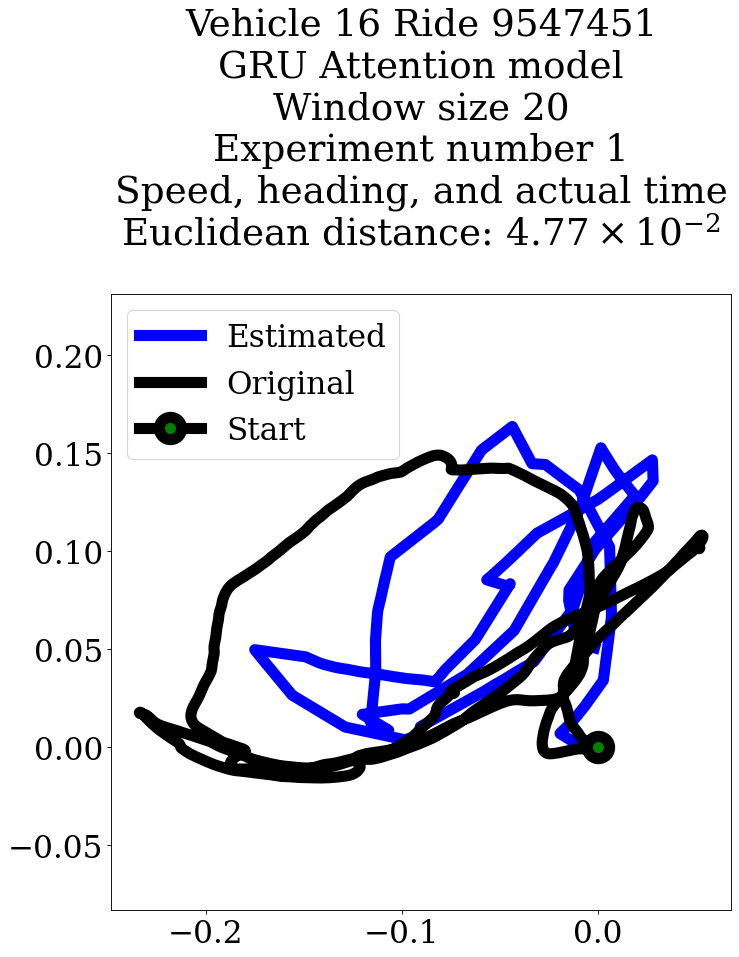 Vehicle 16 Ride 9547451
GRU Attention model
Window size 20
Experiment number 1
Speed, heading, and actual time
Euclidean distance: 4.77 × 10⁻²
Estimated
Original
Start
0.20
0.15
0.10
0.05
0.00
−0.05
−0.2
−0.1
0.0